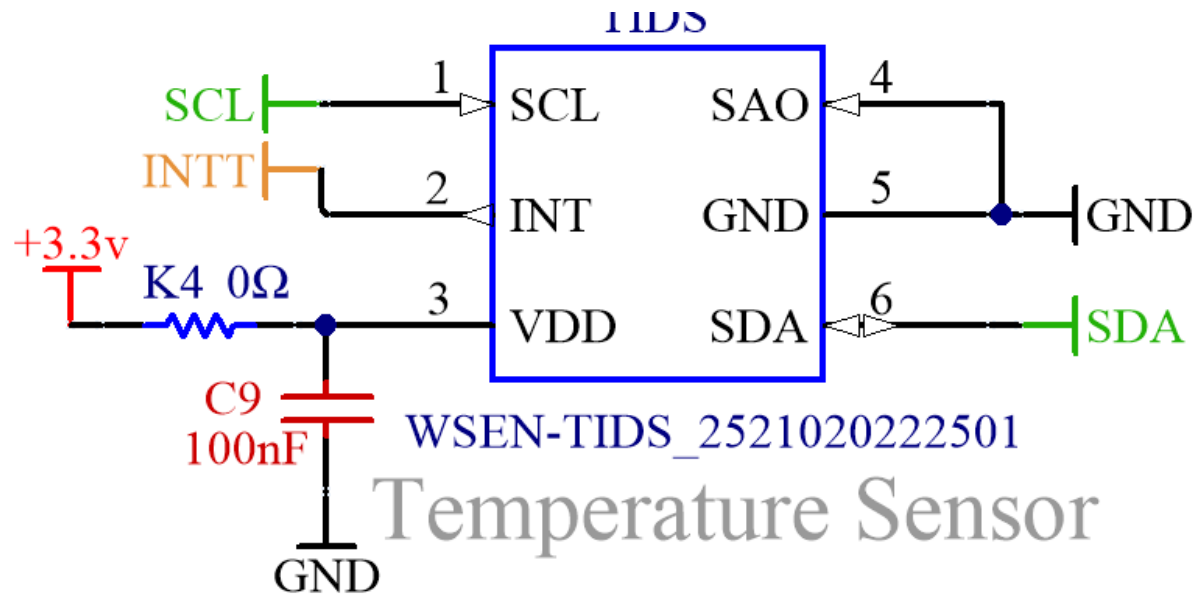 TIDS
SCL 1 SCL SAO 4
INTT 2 INT GND 5 GND
+3.3v
K4 0Ω 3 VDD SDA 6 SDA
C9
100nF
WSEN-TIDS_2521020222501
Temperature Sensor
GND